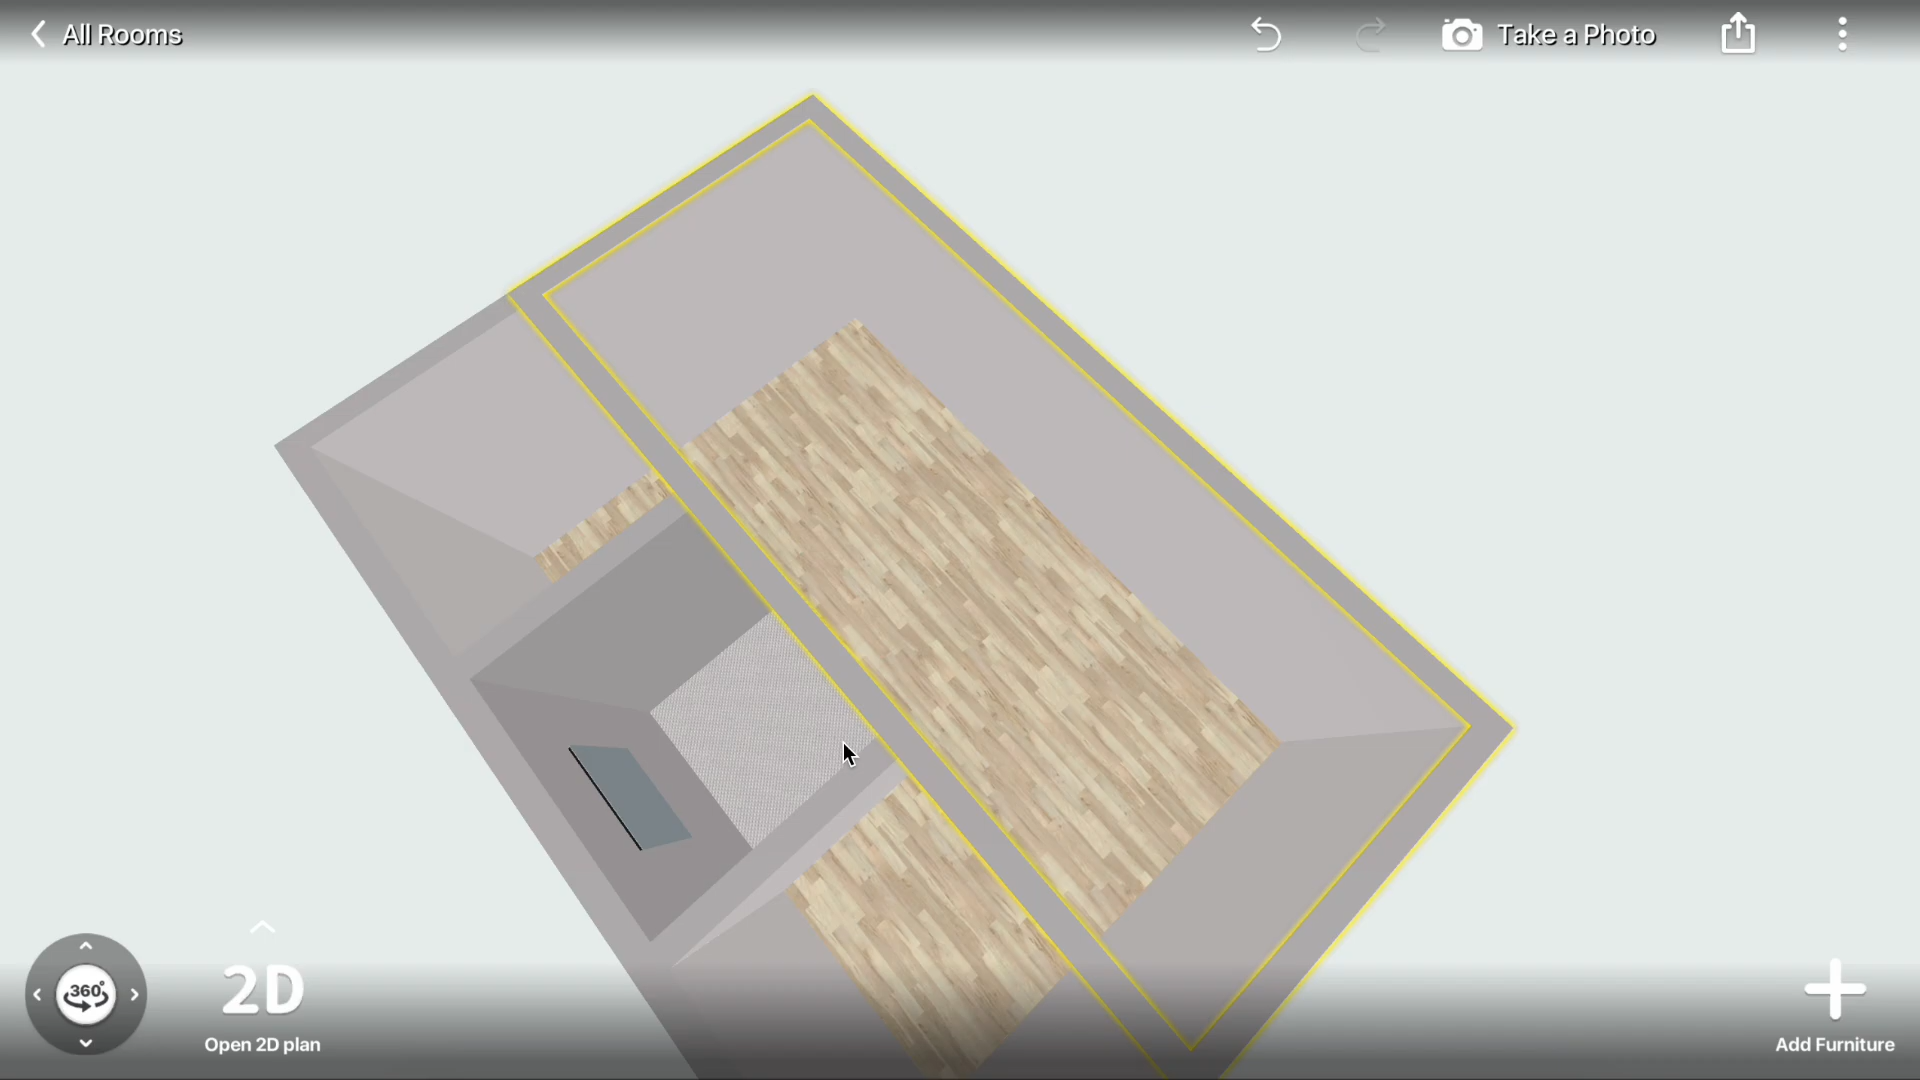 All Rooms
Take a Photo
360°
2D
Open 2D plan
Add Furniture